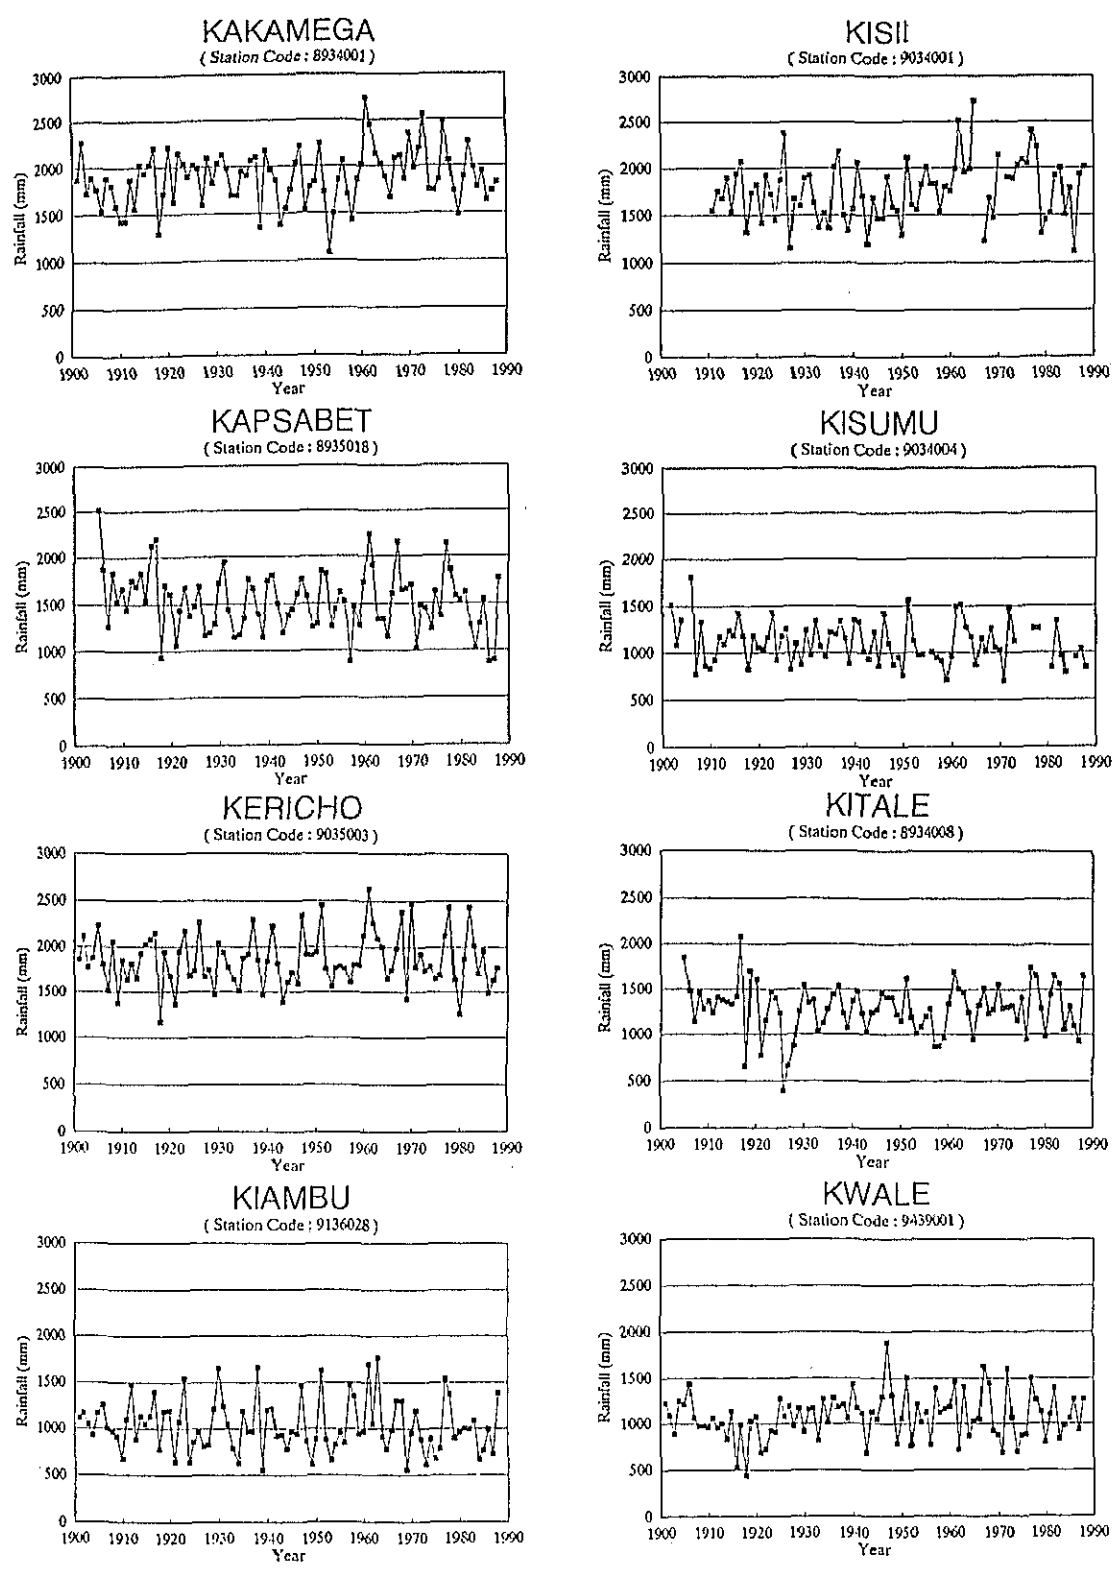 KAKAMEGA
( Station Code : 8934001 )
3000
2500
2000
1500
1000
500
0
Rainfall (mm)
1900 1910 1920 1930 1940 1950 1960 1970 1980 1990
Year
KISII
( Station Code : 9034001 )
3000
2500
2000
1500
1000
500
0
Rainfall (mm)
1900 1910 1920 1930 1940 1950 1960 1970 1980 1990
Year
KAPSABET
( Station Code : 8935018 )
3000
2500
2000
1500
1000
500
0
Rainfall (mm)
1900 1910 1920 1930 1940 1950 1960 1970 1980 1990
Year
KISUMU
( Station Code : 9034004 )
3000
2500
2000
1500
1000
500
0
Rainfall (mm)
1900 1910 1920 1930 1940 1950 1960 1970 1980 1990
Year
KERICHO
( Station Code : 9035003 )
3000
2500
2000
1500
1000
500
0
Rainfall (mm)
1900 1910 1920 1930 1940 1950 1960 1970 1980 1990
Year
KITALE
( Station Code : 8934008 )
3000
2500
2000
1500
1000
500
0
Rainfall (mm)
1900 1910 1920 1930 1940 1950 1960 1970 1980 1990
Year
KIAMBU
( Station Code : 9136028 )
3000
2500
2000
1500
1000
500
0
Rainfall (mm)
1900 1910 1920 1930 1940 1950 1960 1970 1980 1990
Year
KWALE
( Station Code : 9439001 )
3000
2500
2000
1500
1000
500
0
Rainfall (mm)
1900 1910 1920 1930 1940 1950 1960 1970 1980 1990
Year